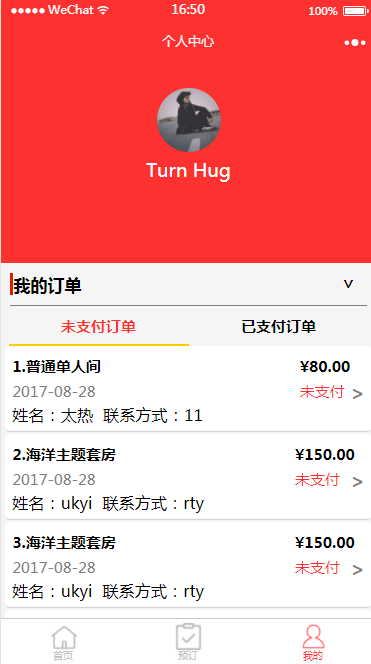 WeChat 16:50 100%
个人中心
Turn Hug
我的订单
未支付订单 已支付订单
1.普通单人间 ¥80.00
2017-08-28 未支付 >
姓名：太热 联系方式：11
2.海洋主题套房 ¥150.00
2017-08-28 未支付 >
姓名：ukyi 联系方式：rty
3.海洋主题套房 ¥150.00
2017-08-28 未支付 >
姓名：ukyi 联系方式：rty
首页 预订 我的